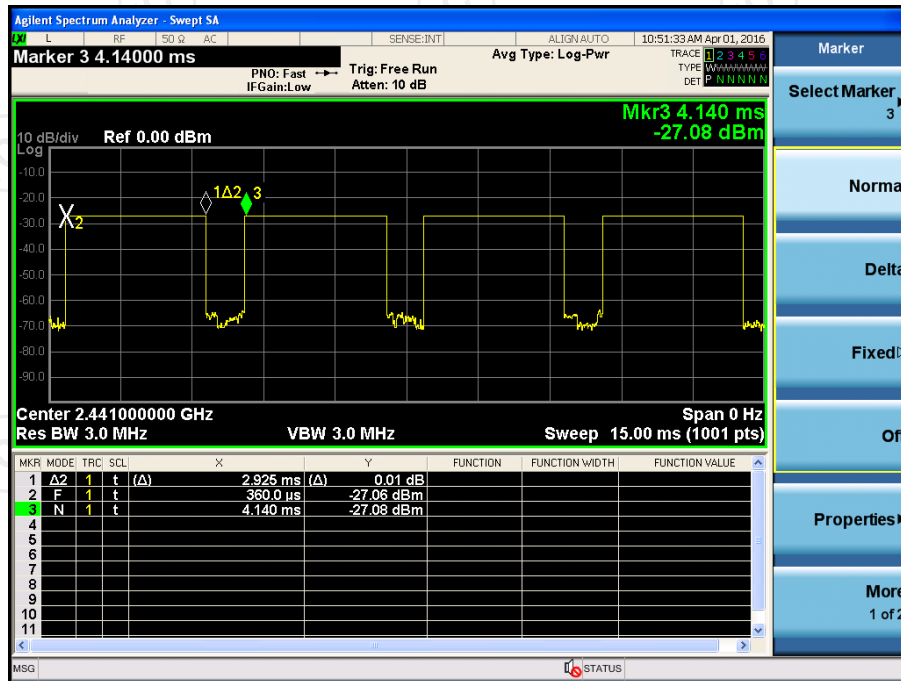 Agilent Spectrum Analyzer - Swept SA
LXI L RF 50 Ω AC SENSE:INT ALIGN AUTO 10:51:33 AM Apr 01, 2016
Marker 3 4.14000 ms
PNO: Fast
IFGain:Low
Trig: Free Run
Atten: 10 dB
Avg Type: Log-Pwr
TRACE 1 2 3 4 5 6
TYPE WWWWWW
DET P N N N N N
Mkr3 4.140 ms
-27.08 dBm
10 dB/div Ref 0.00 dBm
Log
-10.0
-20.0
-30.0
-40.0
-50.0
-60.0
-70.0
-80.0
-90.0
X2
1Δ2
3
Center 2.441000000 GHz Span 0 Hz
Res BW 3.0 MHz VBW 3.0 MHz Sweep 15.00 ms (1001 pts)
MKR MODE TRC SCL X Y FUNCTION FUNCTION WIDTH FUNCTION VALUE
1 Δ2 1 t (Δ) 2.925 ms (Δ) 0.01 dB
2 F 1 t 360.0 µs -27.06 dBm
3 N 1 t 4.140 ms -27.08 dBm
4
5
6
7
8
9
10
11
MSG STATUS
Marker
Select Marker
3
Norma
Delta
Fixed
Of
Properties
More
1 of 2